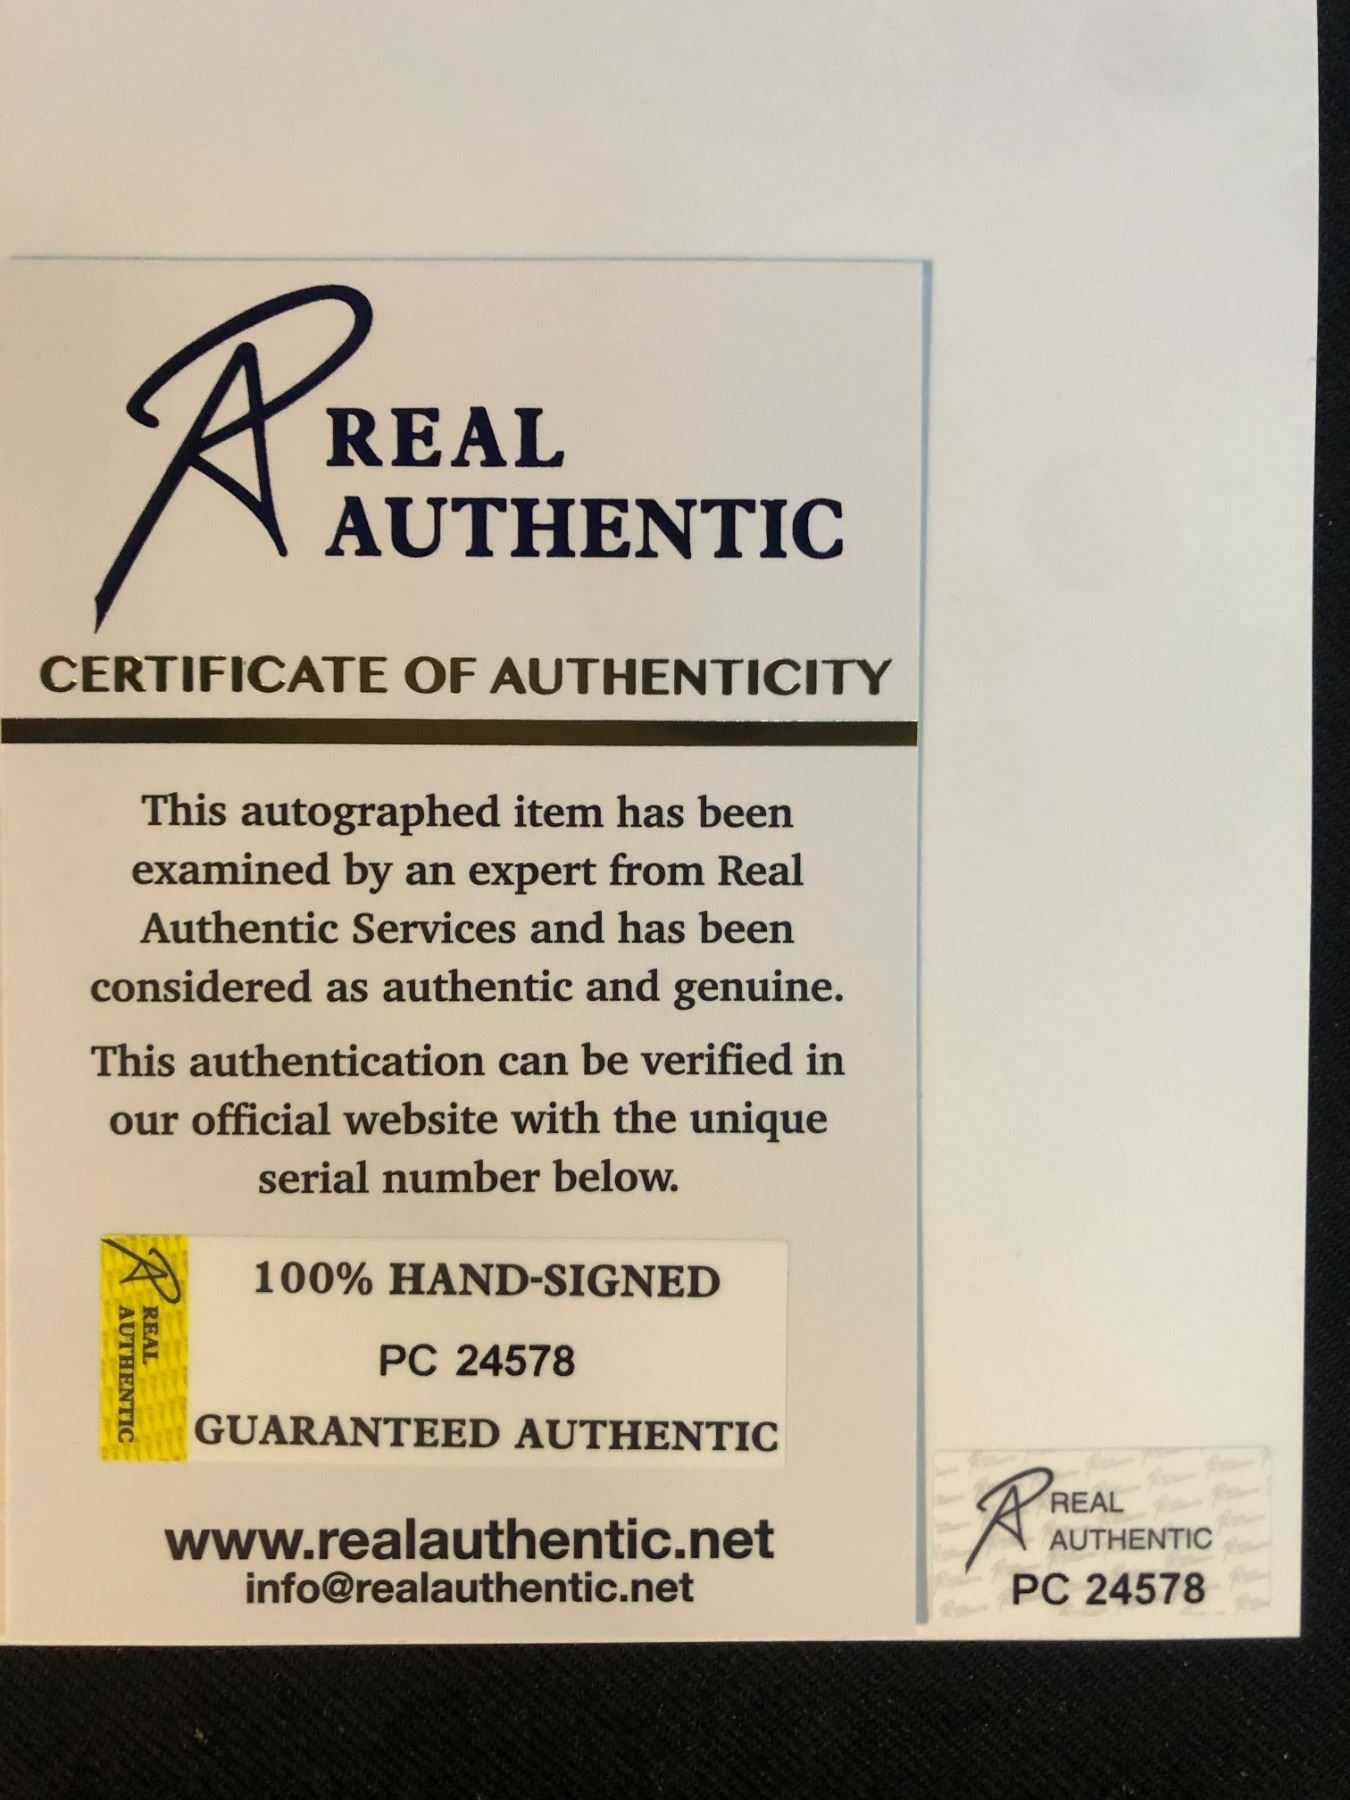 REAL
AUTHENTIC
CERTIFICATE OF AUTHENTICITY
This autographed item has been
examined by an expert from Real
Authentic Services and has been
considered as authentic and genuine.
This authentication can be verified in
our official website with the unique
serial number below.
REAL
AUTHENTIC
100% HAND-SIGNED
PC 24578
GUARANTEED AUTHENTIC
www.realauthentic.net
info@realauthentic.net
REAL
AUTHENTIC
PC 24578